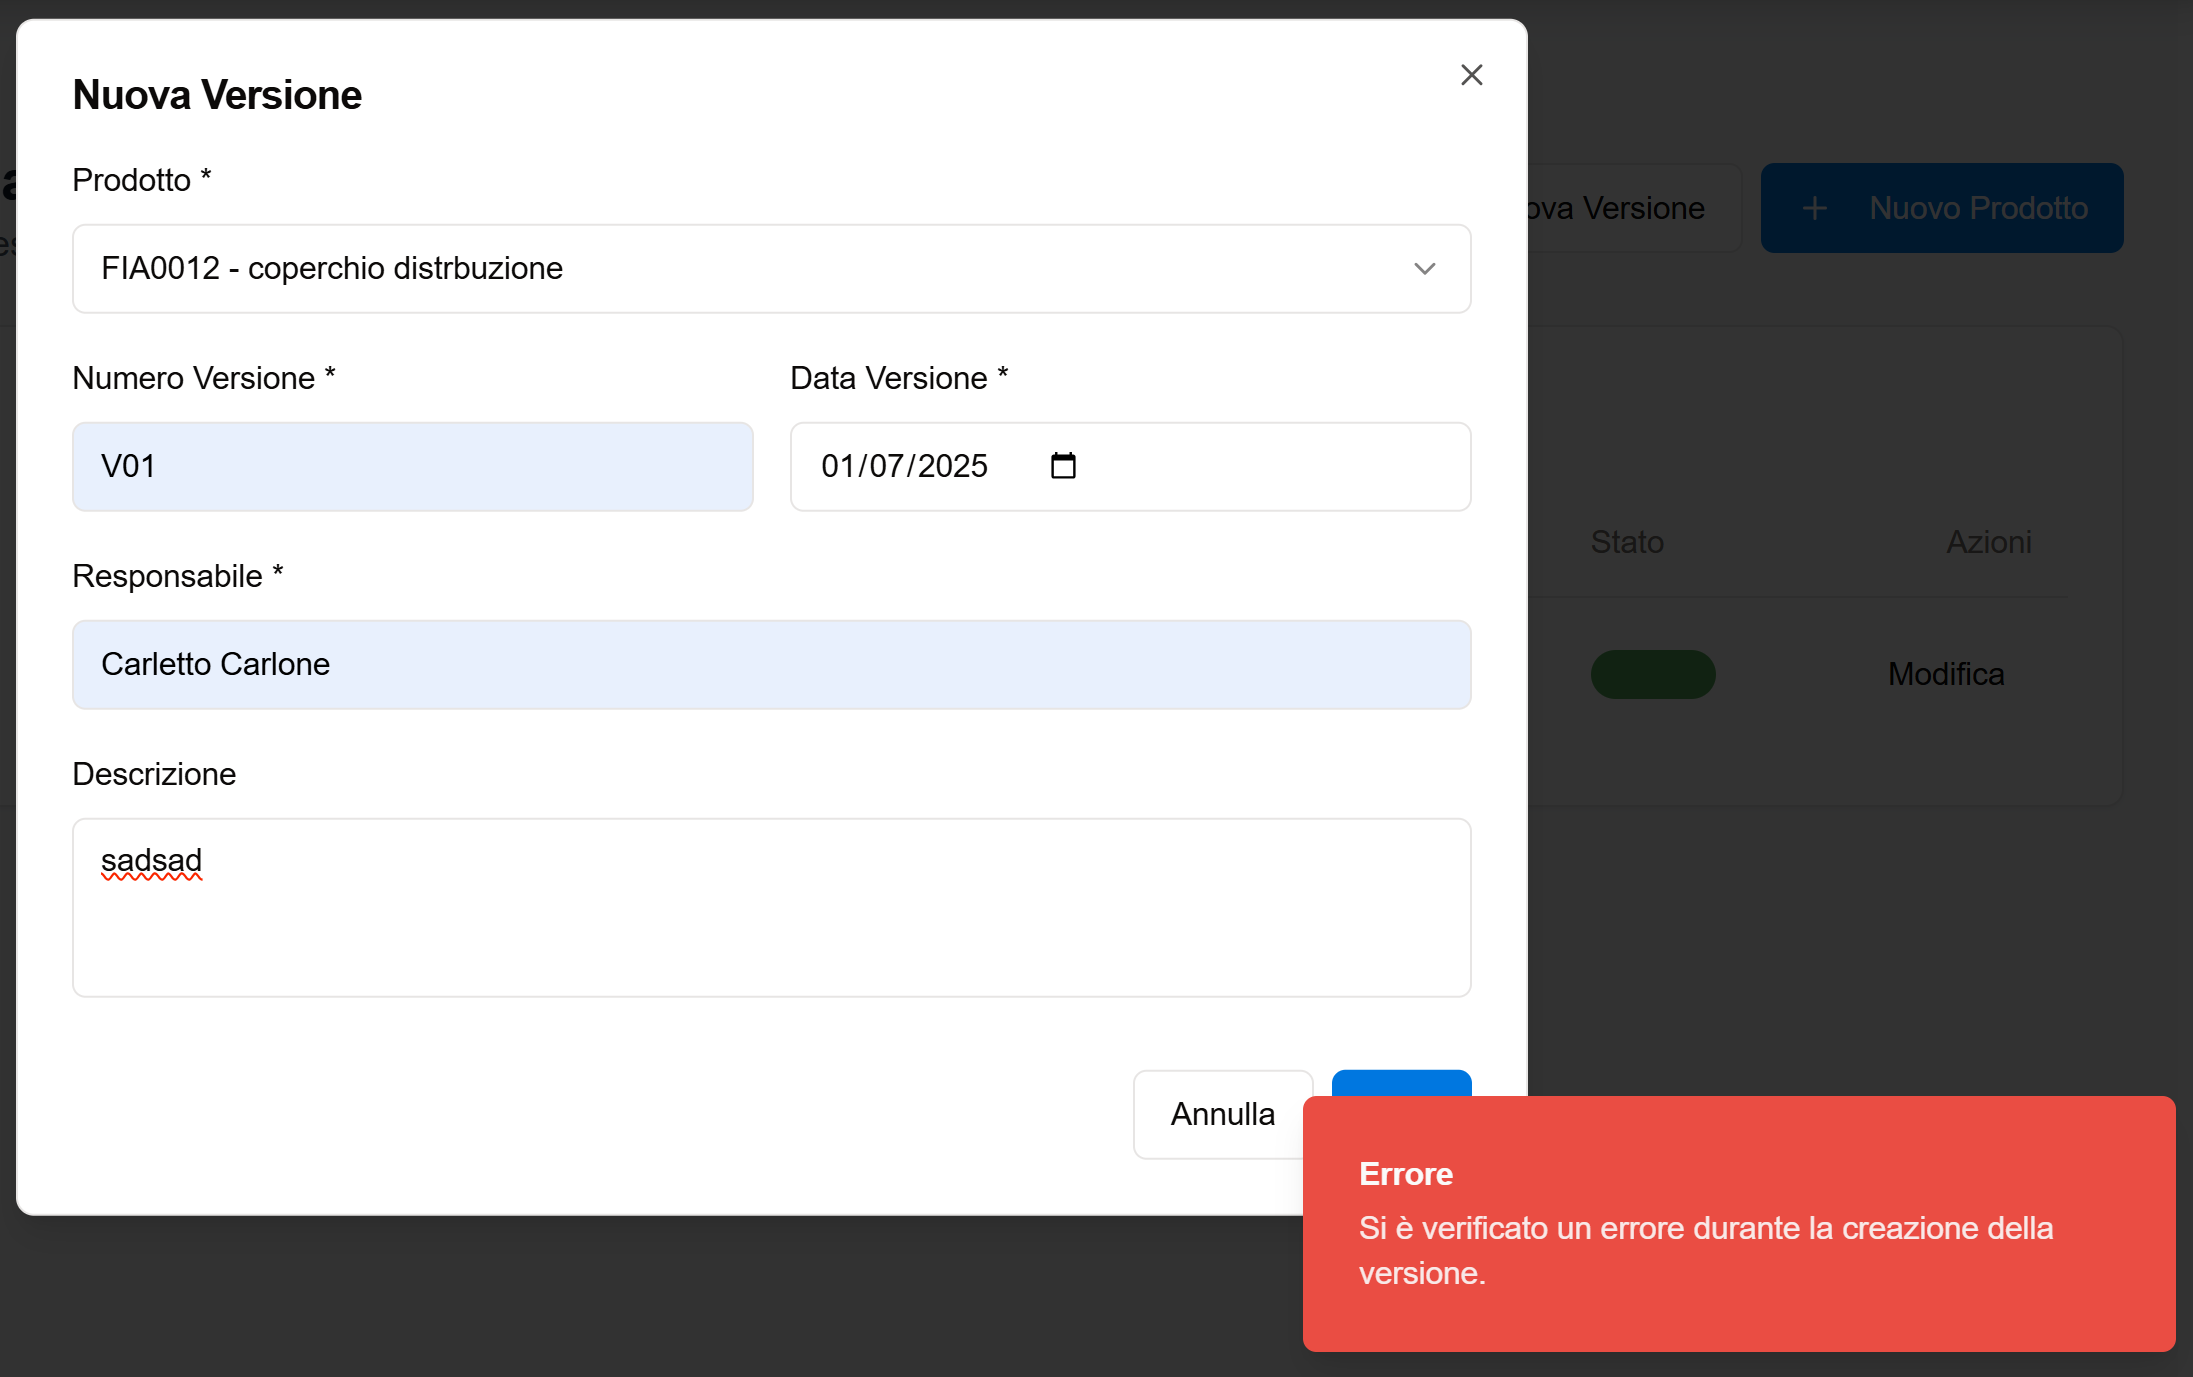 Nuova Versione
Prodotto *
FIA0012 - coperchio distrbuzione
Numero Versione *
Data Versione *
V01
01/07/2025
Responsabile *
Carletto Carlone
Descrizione
sadsad
Annulla
Versione
Nuovo Prodotto
Stato
Azioni
Modifica
Errore
Si è verificato un errore durante la creazione della
versione.